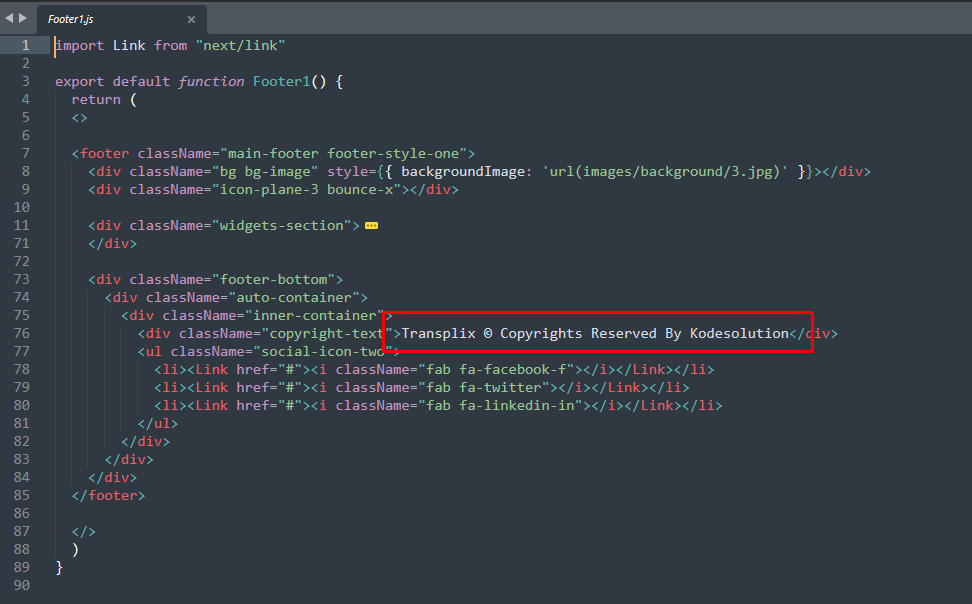 Footer1.js ×
1 import Link from "next/link"
2
3 export default function Footer1() {
4 return (
5 <>
6
7 <footer className="main-footer footer-style-one">
8 <div className="bg bg-image" style={{ backgroundImage: 'url(images/background/3.jpg)' }}></div>
9 <div className="icon-plane-3 bounce-x"></div>
10
11 <div className="widgets-section">
71 </div>
72
73 <div className="footer-bottom">
74 <div className="auto-container">
75 <div className="inner-container">
76 <div className="copyright-text">Transplix © Copyrights Reserved By Kodesolution</div>
77 <ul className="social-icon-two">
78 <li><Link href="#"><i className="fab fa-facebook-f"></i></Link></li>
79 <li><Link href="#"><i className="fab fa-twitter"></i></Link></li>
80 <li><Link href="#"><i className="fab fa-linkedin-in"></i></Link></li>
81 </ul>
82 </div>
83 </div>
84 </div>
85 </footer>
86
87 </>
88 )
89 }
90